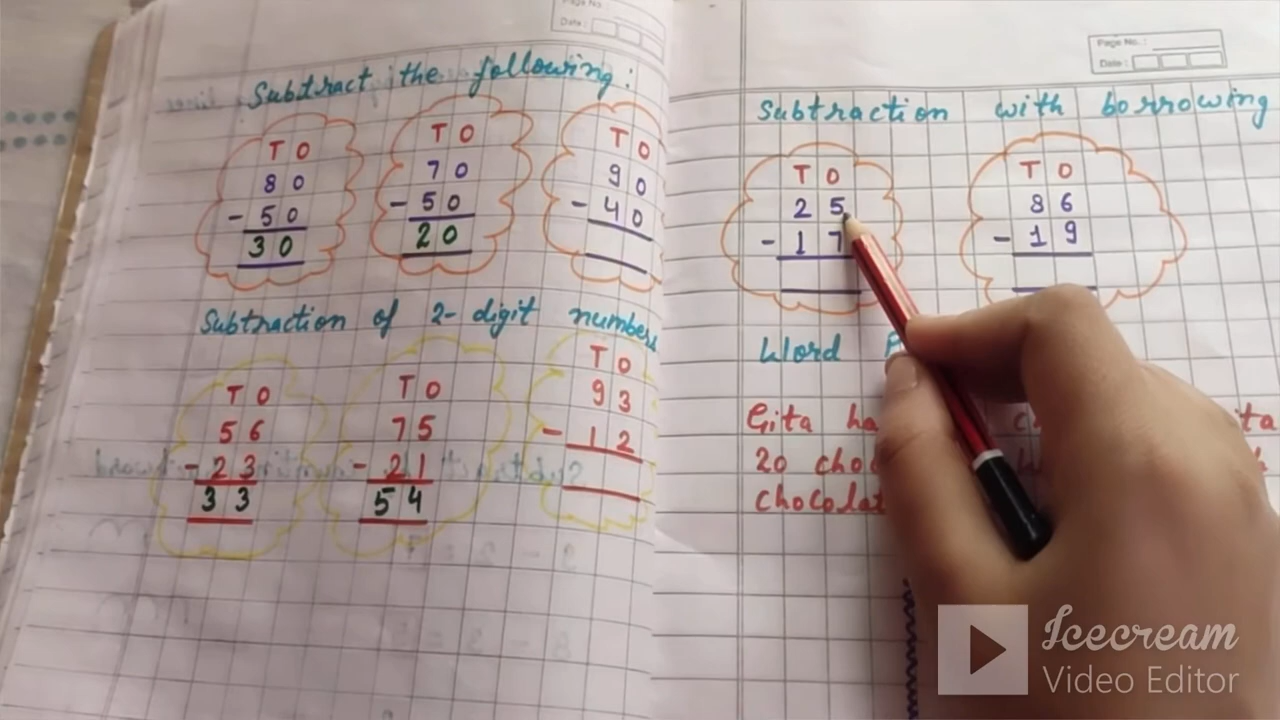 Page No.
Date :
Subtract the following :
T O
8 0
- 5 0
3 0
T O
7 0
- 5 0
2 0
T O
9 0
- 4 0
Subtraction of 2- digit numbers
T O
5 6
- 2 3
3 3
T O
7 5
- 2 1
5 4
T O
9 3
- 1 2
Page No. :
Date :
Subtraction with borrowing
T O
2 5
- 1 7
T O
8 6
- 1 9
Word
Gita
20
Icecream
Video Editor